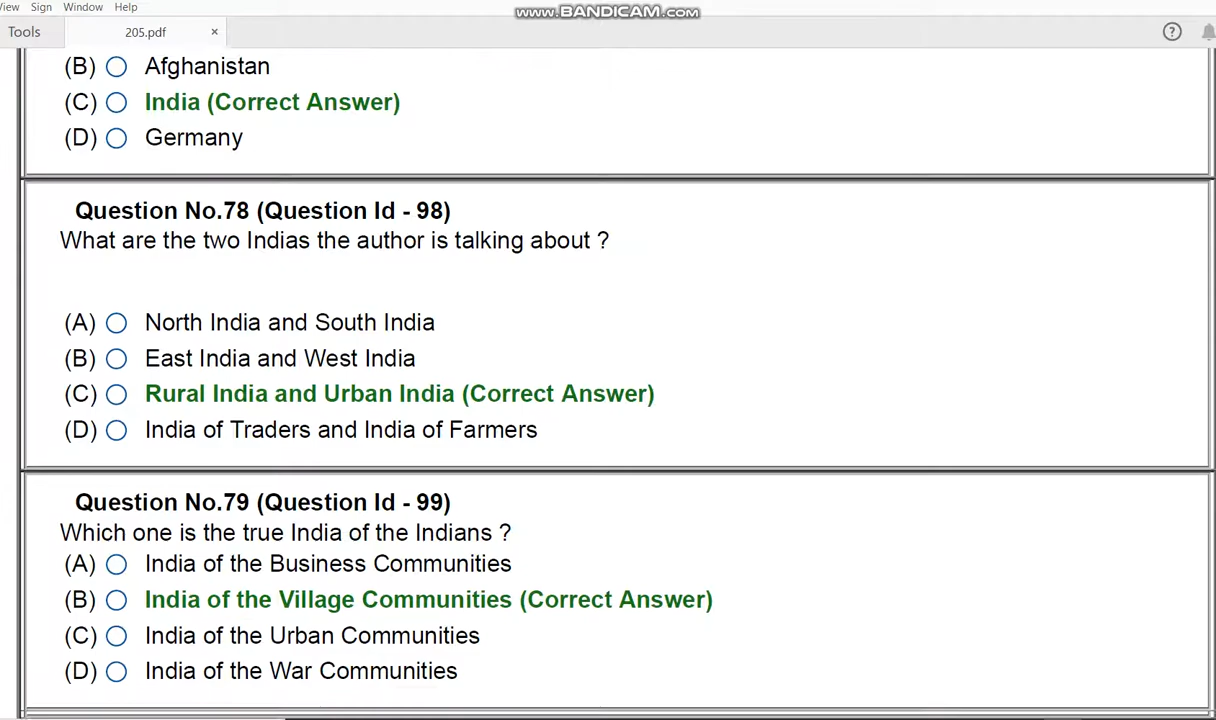 View Sign Window Help
www.BANDICAM.com
Tools 205.pdf × ?
(B) Afghanistan
(C) India (Correct Answer)
(D) Germany
Question No.78 (Question Id - 98)
What are the two Indias the author is talking about ?
(A) North India and South India
(B) East India and West India
(C) Rural India and Urban India (Correct Answer)
(D) India of Traders and India of Farmers
Question No.79 (Question Id - 99)
Which one is the true India of the Indians ?
(A) India of the Business Communities
(B) India of the Village Communities (Correct Answer)
(C) India of the Urban Communities
(D) India of the War Communities